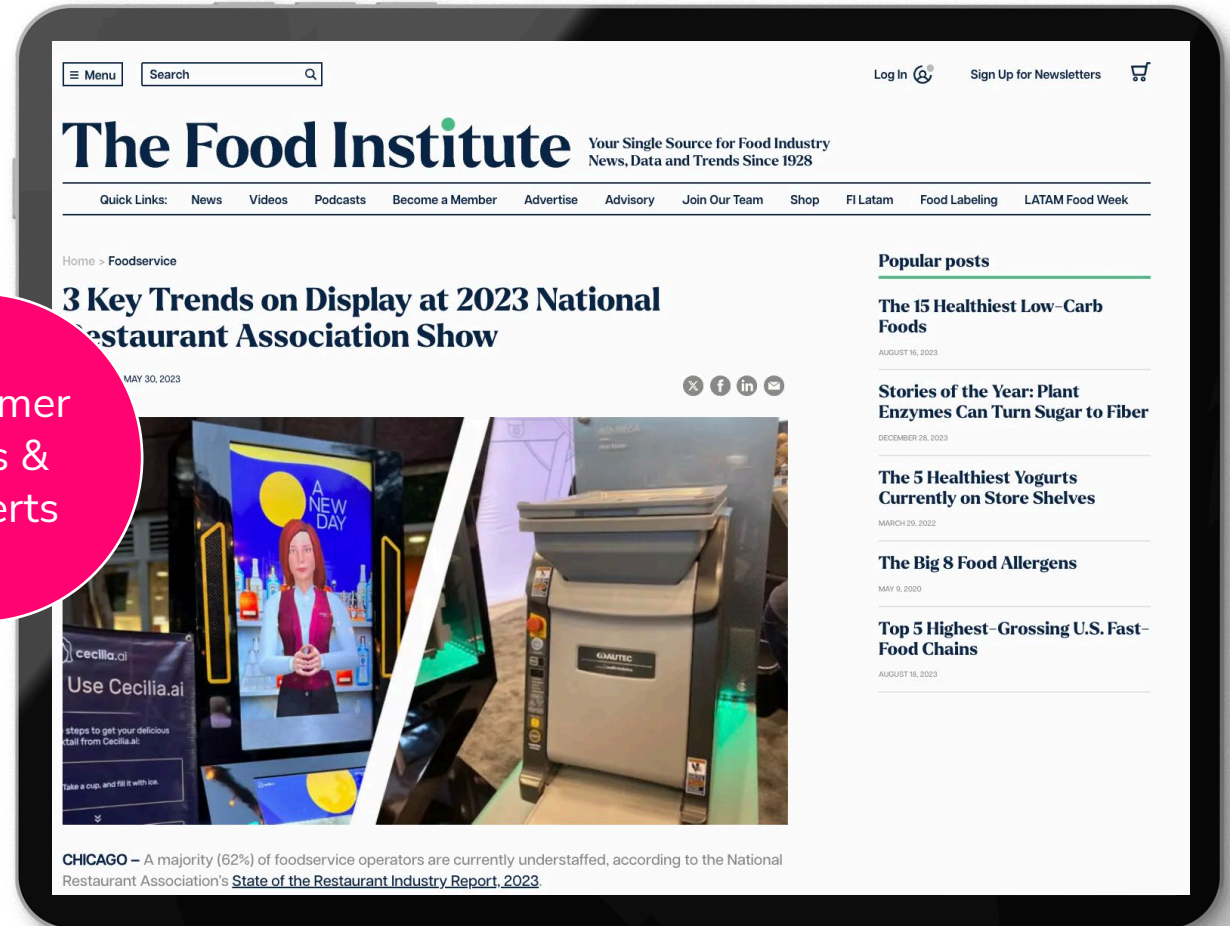 Menu
Search
Log In
Sign Up for Newsletters
The Food Institute
Your Single Source for Food Industry
News, Data and Trends Since 1928
Quick Links: News Videos Podcasts Become a Member Advertise Advisory Join Our Team Shop FI Latam Food Labeling LATAM Food Week
Home > Foodservice
3 Key Trends on Display at 2023 National
Restaurant Association Show
MAY 30, 2023
mer
s &
erts
A
NEW
DAY
cecilia.ai
Use Cecilia.ai
steps to get your delicious
ktail from Cecilia.ai:
Take a cup, and fill it with ice.
AUTEC
CHICAGO – A majority (62%) of foodservice operators are currently understaffed, according to the National
Restaurant Association's State of the Restaurant Industry Report, 2023.
Popular posts
The 15 Healthiest Low-Carb
Foods
AUGUST 16, 2023
Stories of the Year: Plant
Enzymes Can Turn Sugar to Fiber
DECEMBER 28, 2023
The 5 Healthiest Yogurts
Currently on Store Shelves
MARCH 29, 2022
The Big 8 Food Allergens
MAY 9, 2020
Top 5 Highest-Grossing U.S. Fast-
Food Chains
AUGUST 18, 2023